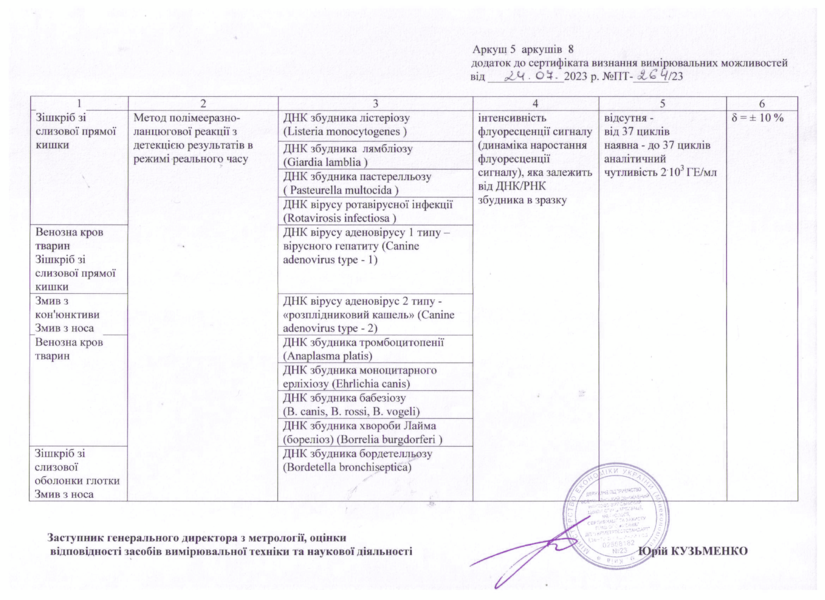 Аркуш 5 аркушів 8
додаток до сертифіката визнання вимірювальних можливостей
від 24.07.2023 р. №ПТ-264/23
1 2 3 4 5 6
Зішкріб зі
слизової прямої
кишки
Метод полімеразно-
ланцюгової реакції з
детекцією результатів в
режимі реального часу
ДНК збудника лістеріозу
(Listeria monocytogenes )
ДНК збудника лямбліозу
(Giardia lamblia )
ДНК збудника пастерелльозу
( Pasteurella multocida )
ДНК вірусу ротавірусної інфекції
(Rotavirosis infectiosa )
інтенсивність
флуоресценції сигналу
(динаміка наростання
флуоресценції
сигналу), яка залежить
від ДНК/РНК
збудника в зразку
відсутня -
від 37 циклів
наявна - до 37 циклів
аналітичний
чутливість 2·10³ ГЕ/мл
δ = ± 10 %
Венозна кров
тварин
Зішкріб зі
слизової прямої
кишки
ДНК вірусу аденовірусу 1 типу –
вірусного гепатиту (Canine
adenovirus type - 1)
Змив з
кон'юнктиви
Змив з носа
ДНК вірусу аденовірус 2 типу -
«розплідниковий кашель» (Canine
adenovirus type - 2)
Венозна кров
тварин
ДНК збудника тромбоцитопенії
(Anaplasma platis)
ДНК збудника моноцитарного
ерліхіозу (Ehrlichia canis)
ДНК збудника бабезіозу
(B. canis, B. rossi, B. vogeli)
ДНК збудника хвороби Лайма
(бореліоз) (Borrelia burgdorferi )
Зішкріб зі
слизової
оболонки глотки
Змив з носа
ДНК збудника бордетелльозу
(Bordetella bronchiseptica)
Заступник генерального директора з метрології, оцінки
відповідності засобів вимірювальної техніки та наукової діяльності
Юрій КУЗЬМЕНКО